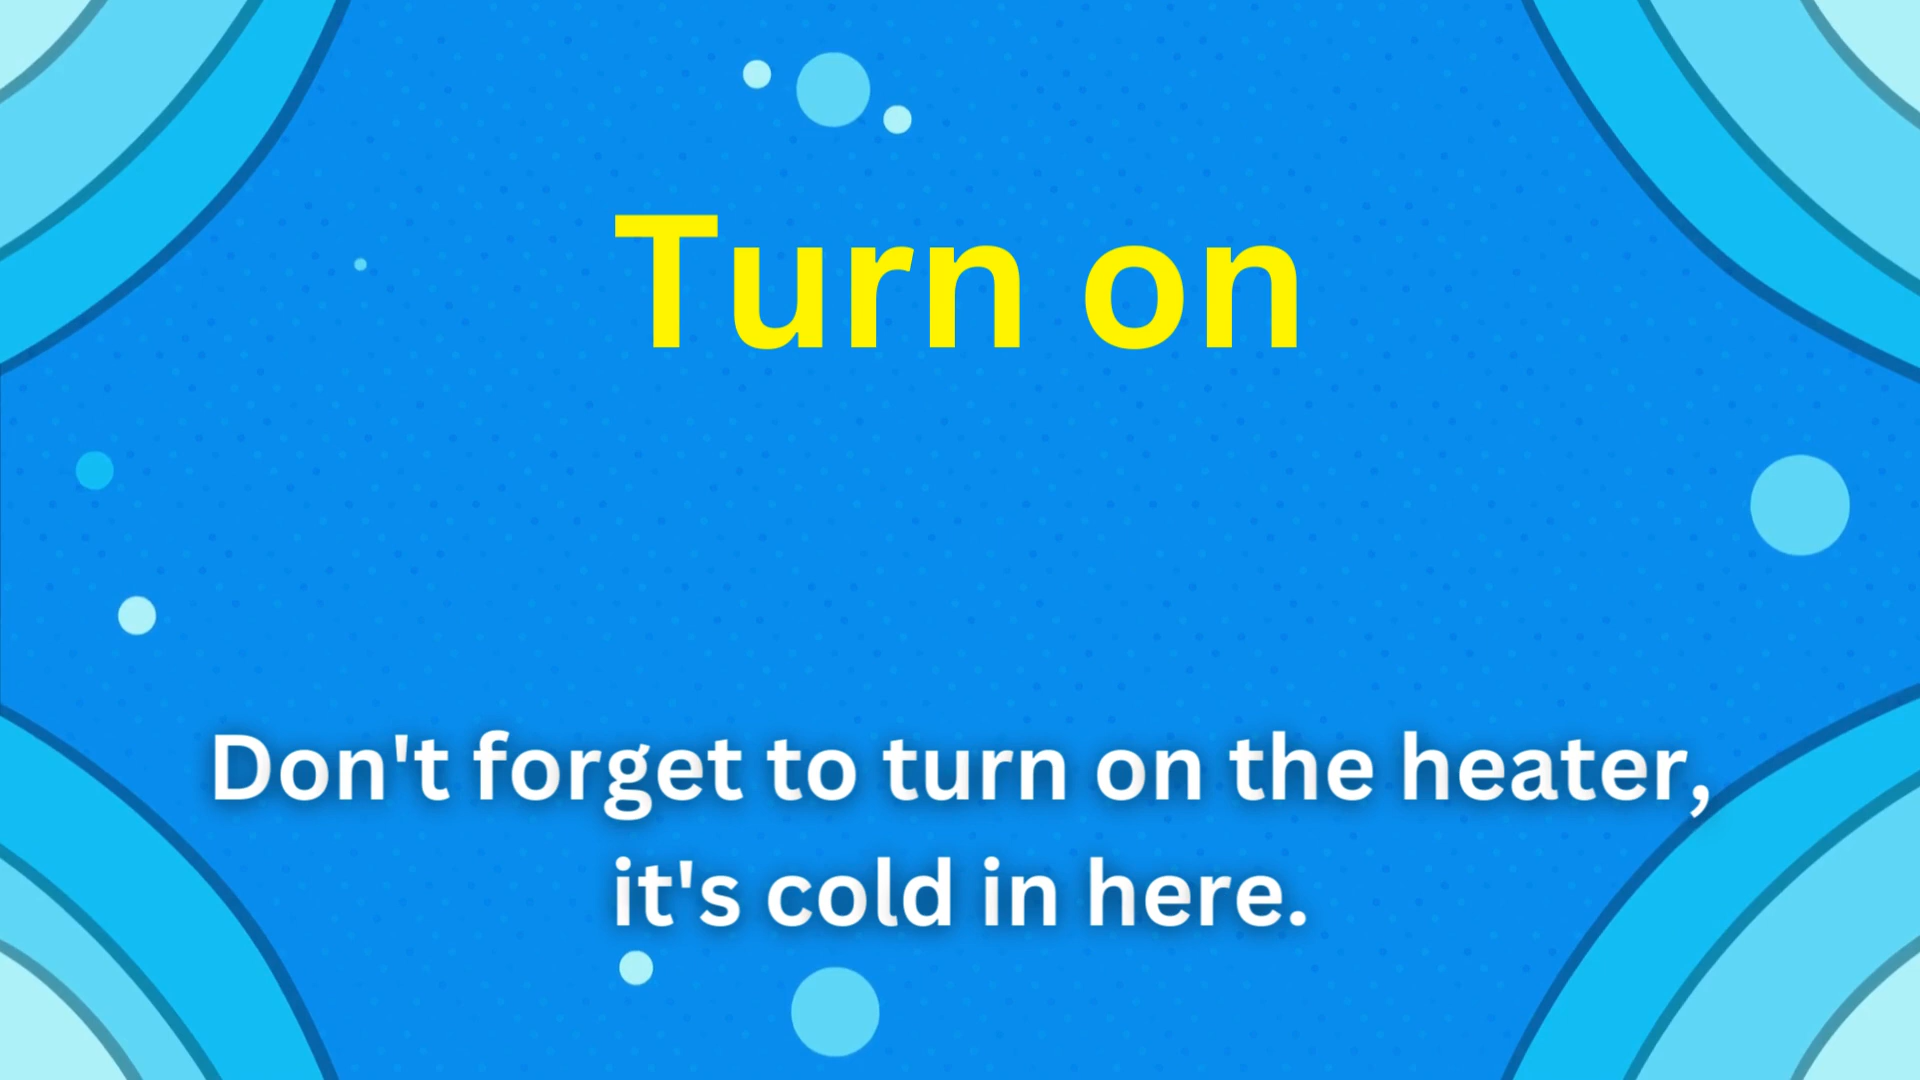 Turn on
Don't forget to turn on the heater,
it's cold in here.